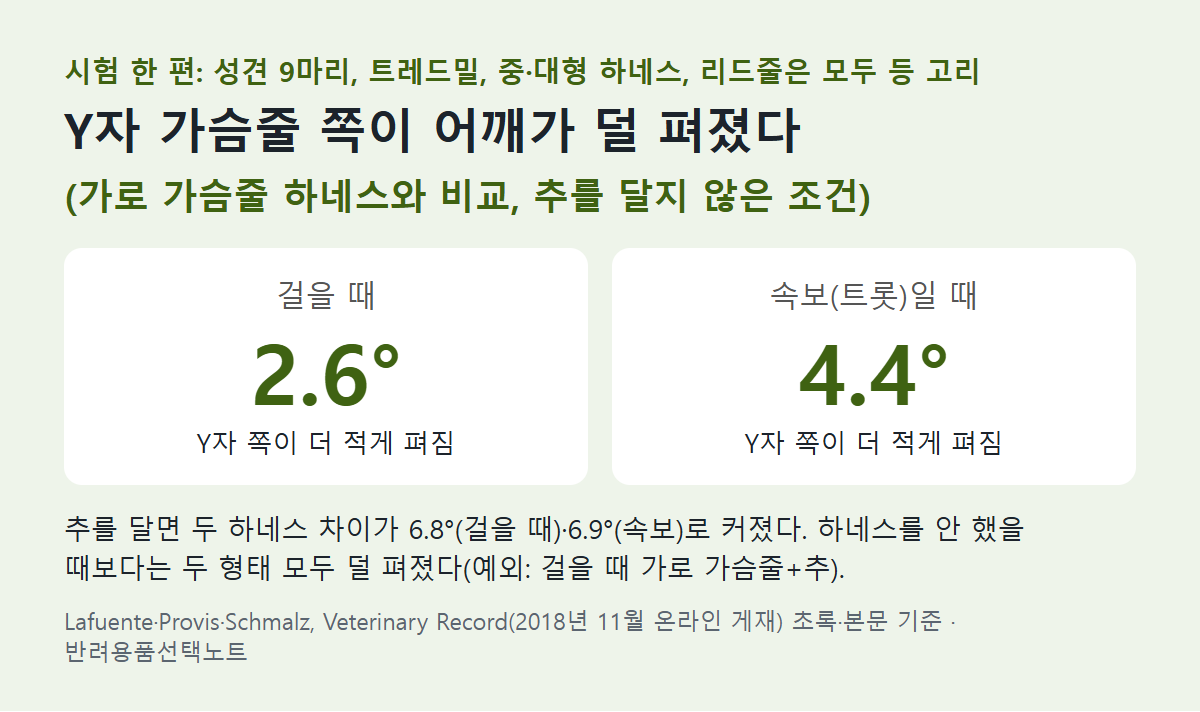 시험 한 편: 성견 9마리, 트레드밀, 중·대형 하네스, 리드줄은 모두 등 고리
Y자 가슴줄 쪽이 어깨가 덜 펴졌다
(가로 가슴줄 하네스와 비교, 추를 달지 않은 조건)
걸을 때
2.6°
Y자 쪽이 더 적게 펴짐
속보(트롯)일 때
4.4°
Y자 쪽이 더 적게 펴짐
추를 달면 두 하네스 차이가 6.8°(걸을 때)·6.9°(속보)로 커졌다. 하네스를 안 했을
때보다는 두 형태 모두 덜 펴졌다(예외: 걸을 때 가로 가슴줄+추).
Lafuente·Provis·Schmalz, Veterinary Record(2018년 11월 온라인 게재) 초록·본문 기준 ·
반려용품선택노트